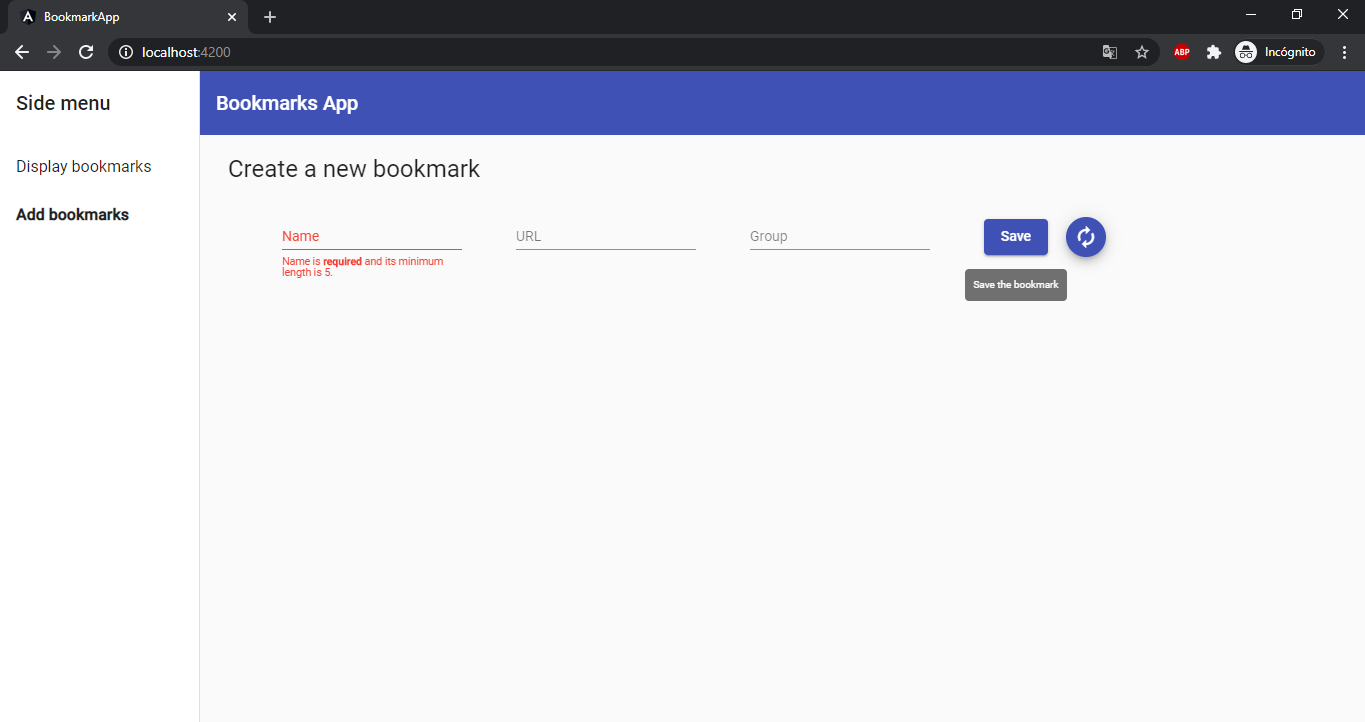 BookmarkApp
localhost:4200
ABP
Incógnito
Side menu
Bookmarks App
Display bookmarks
Add bookmarks
Create a new bookmark
Name
URL
Group
Save
Name is required and its minimum
length is 5.
Save the bookmark